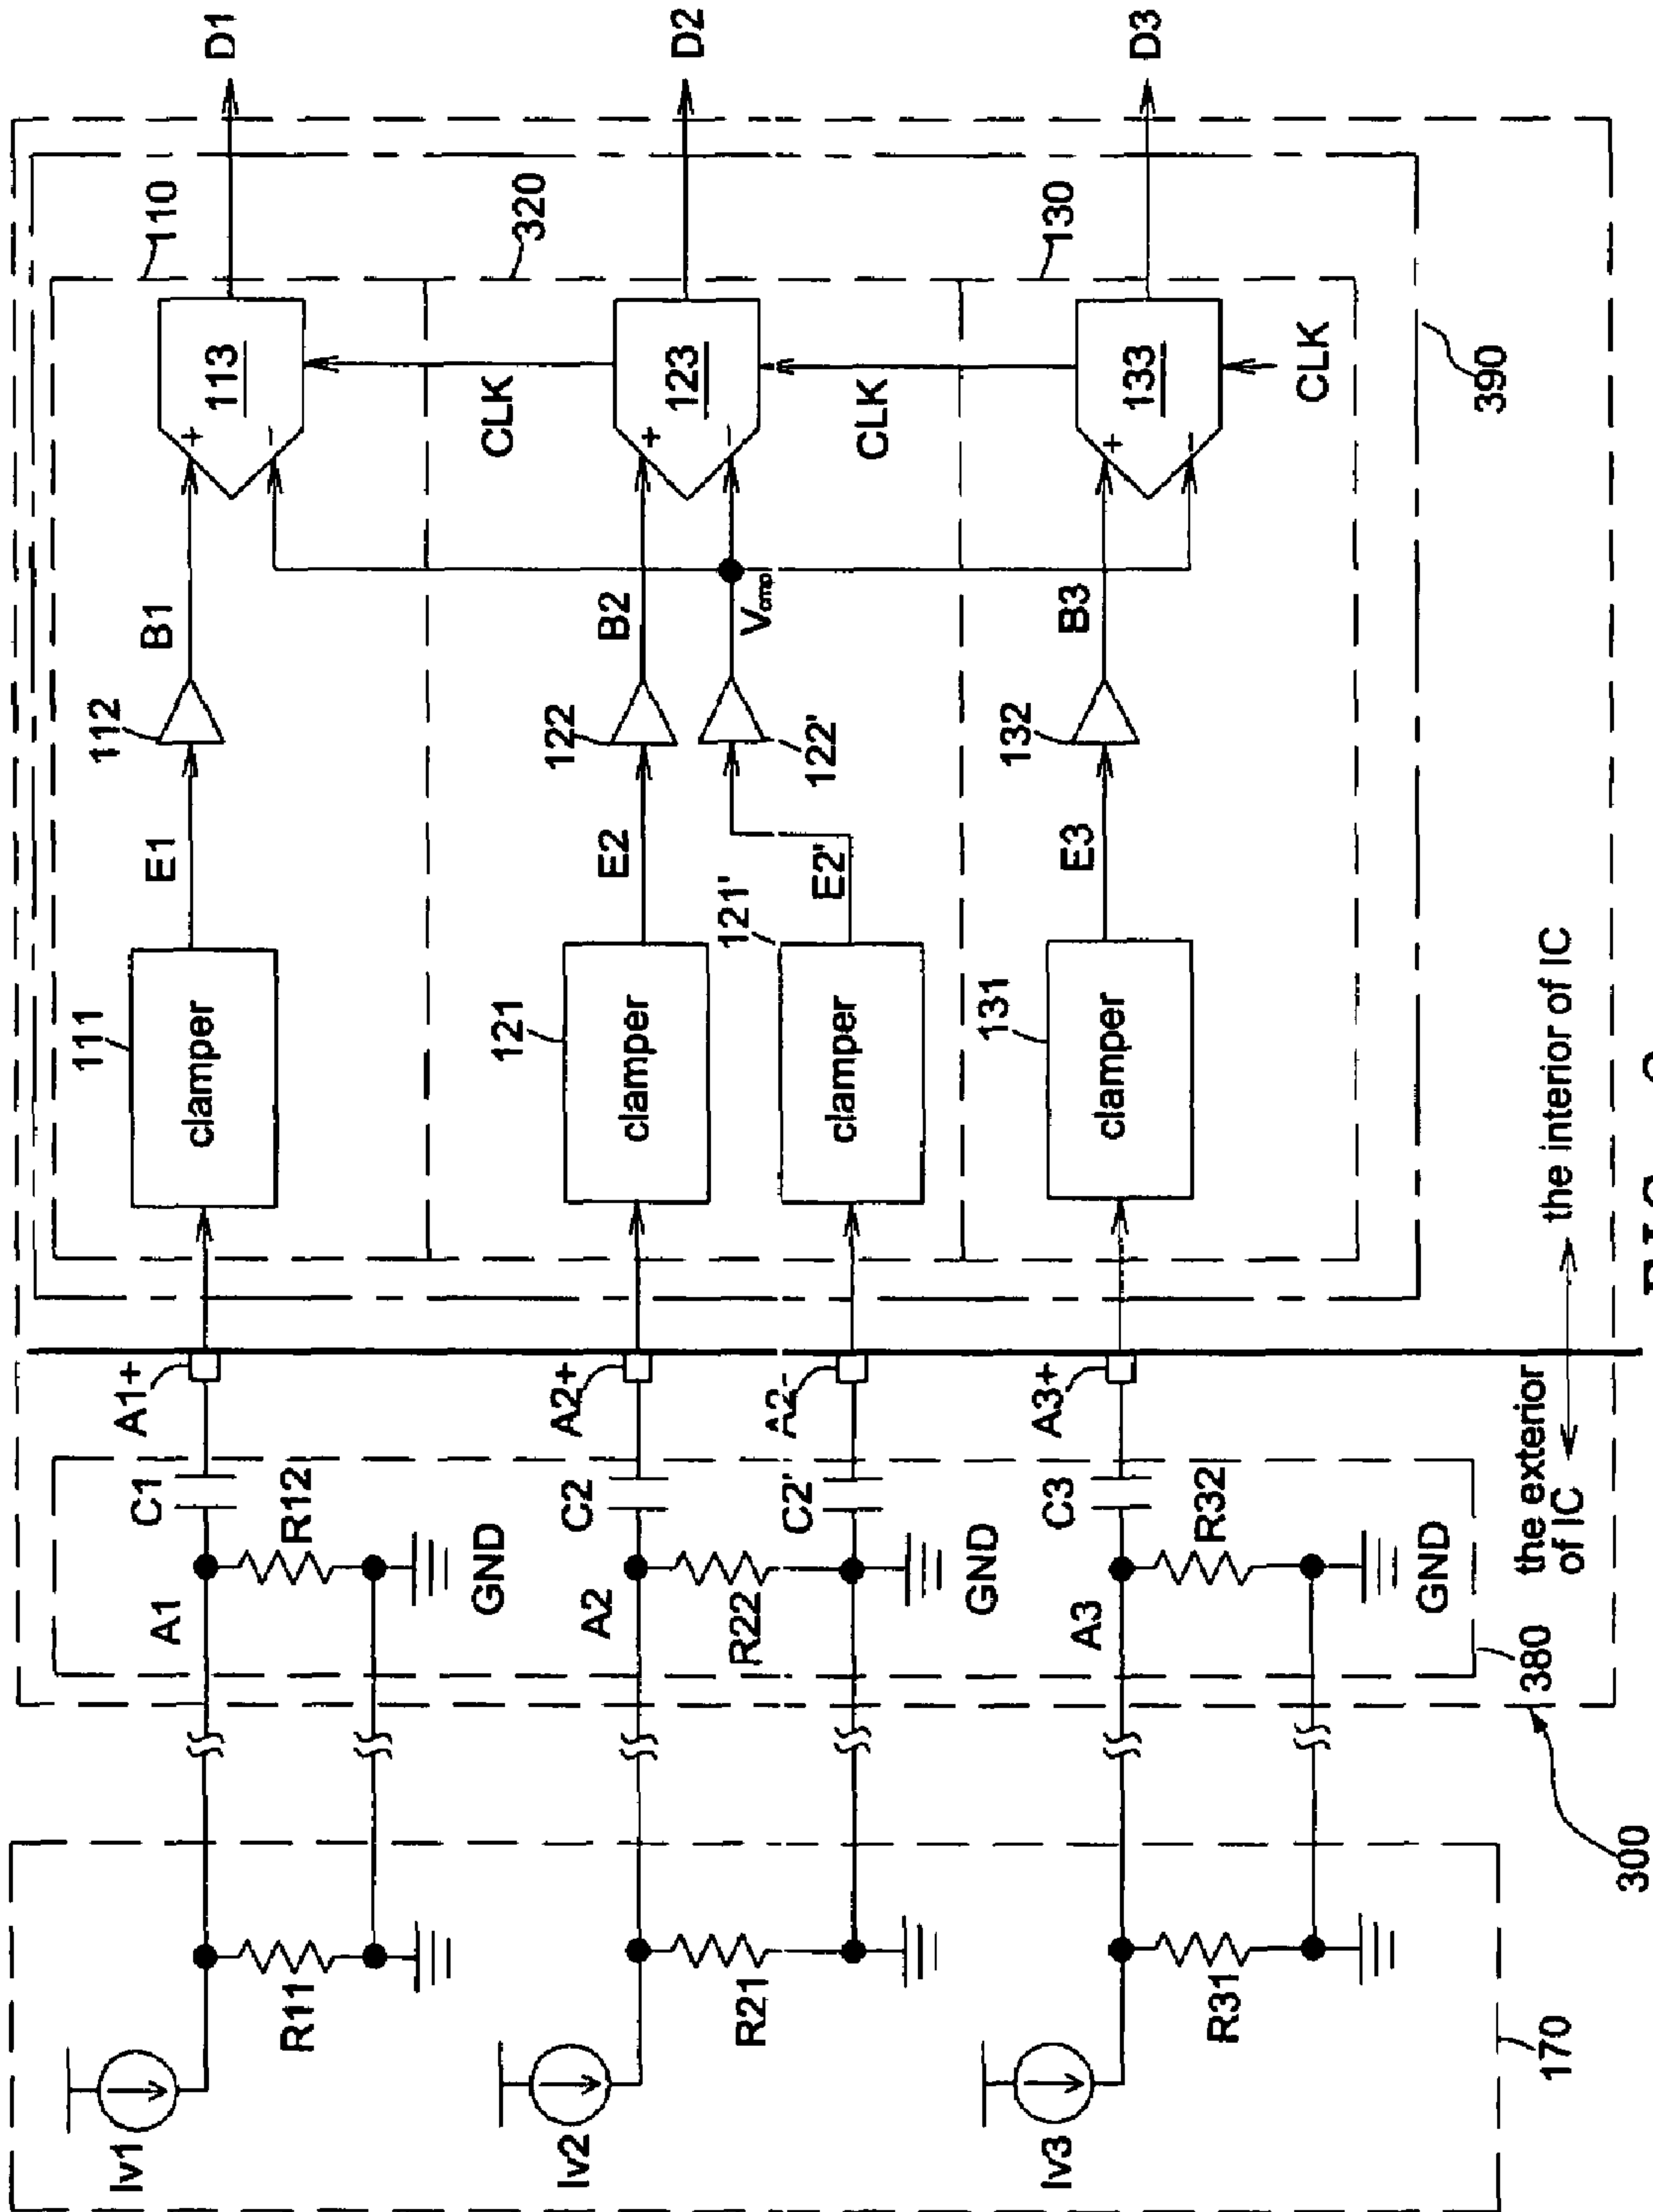 D1
D2
D3
110
320
130
390
113
+
-
123
+
-
133
+
-
CLK
CLK
CLK
B1
B2
Vcmp
B3
112
122
122'
132
E1
E2
E2'
E3
111
clamper
121
clamper
121'
clamper
131
clamper
the interior of IC
the exterior
of IC
A1+
A2+
A2-
A3+
C1
R12
GND
A1
C2
R22
C2'
GND
A2
C3
R32
GND
A3
380
300
Iv1
R11
Iv2
R21
Iv3
R31
170